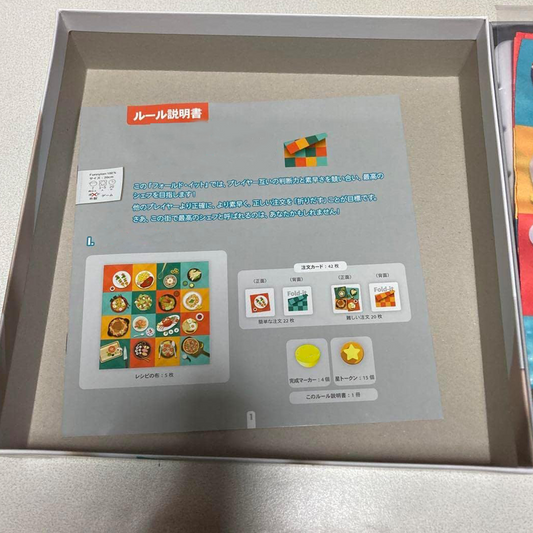 ルール説明書
この『フォールド・イット』では、プレイヤー互いの判断力と素早さを競い合い、最高の
シェフを目指します!
他のプレイヤーより正確に、より素早く、正しい注文を「折りだす」ことが目標です。
さあ、この街で最高のシェフと呼ばれるのは、あなたかもしれません!
I.
レシピの布:5枚
注文カード:42枚
(正面)
(背面)
(正面)
(背面)
Fold-it
Fold-it
簡単な注文 22枚
難しい注文 20枚
完成マーカー:4個
星トークン:15個
このルール説明書:1冊
1